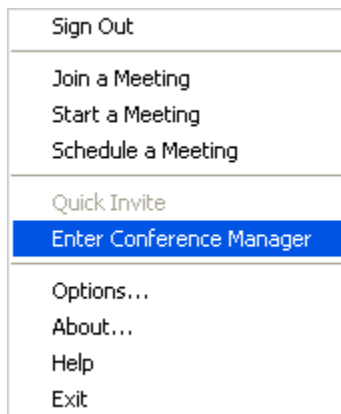 Sign Out
Join a Meeting
Start a Meeting
Schedule a Meeting
Quick Invite
Enter Conference Manager
Options...
About...
Help
Exit